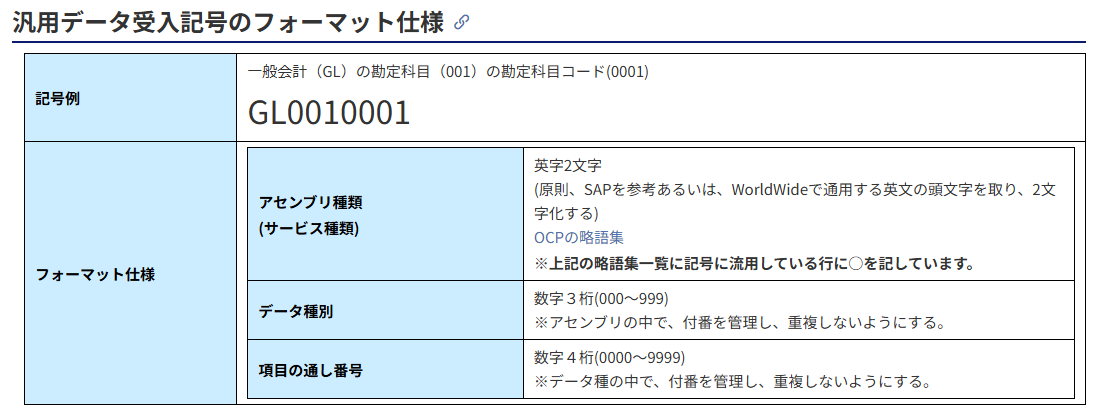 汎用データ受入記号のフォーマット仕様
記号例
一般会計（GL）の勘定科目（001）の勘定科目コード(0001)
GL0010001
フォーマット仕様
アセンブリ種類
(サービス種類)
英字2文字
(原則、SAPを参考あるいは、WorldWideで通用する英文の頭文字を取り、2文
字化する)
OCPの略語集
※上記の略語集一覧に記号に流用している行に○を記しています。
データ種別
数字３桁(000～999)
※アセンブリの中で、付番を管理し、重複しないようにする。
項目の通し番号
数字４桁(0000～9999)
※データ種の中で、付番を管理し、重複しないようにする。